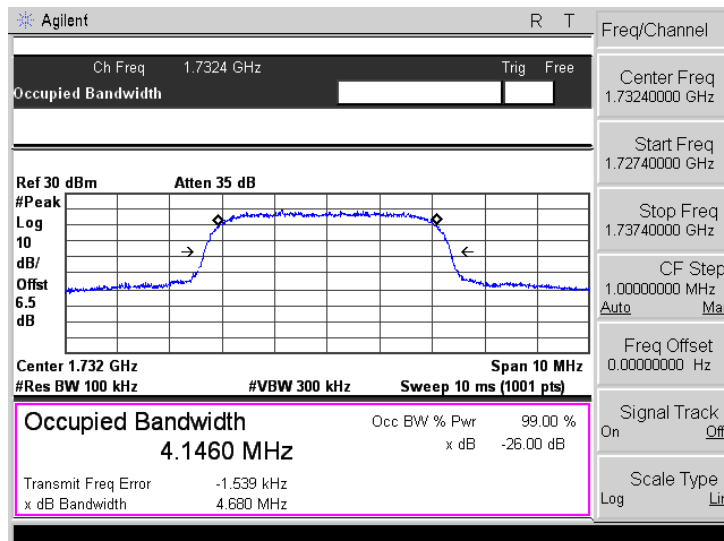 Agilent R T
Ch Freq 1.7324 GHz Trig Free
Occupied Bandwidth
Ref 30 dBm Atten 35 dB
#Peak
Log
10
dB/
Offst
6.5
dB
Center 1.732 GHz Span 10 MHz
#Res BW 100 kHz #VBW 300 kHz Sweep 10 ms (1001 pts)
Occupied Bandwidth
4.1460 MHz
Occ BW % Pwr 99.00 %
x dB -26.00 dB
Transmit Freq Error -1.539 kHz
x dB Bandwidth 4.680 MHz
Freq/Channel
Center Freq
1.73240000 GHz
Start Freq
1.72740000 GHz
Stop Freq
1.73740000 GHz
CF Step
1.00000000 MHz
Auto Ma
Freq Offset
0.00000000 Hz
Signal Track
On Off
Scale Type
Log Lin